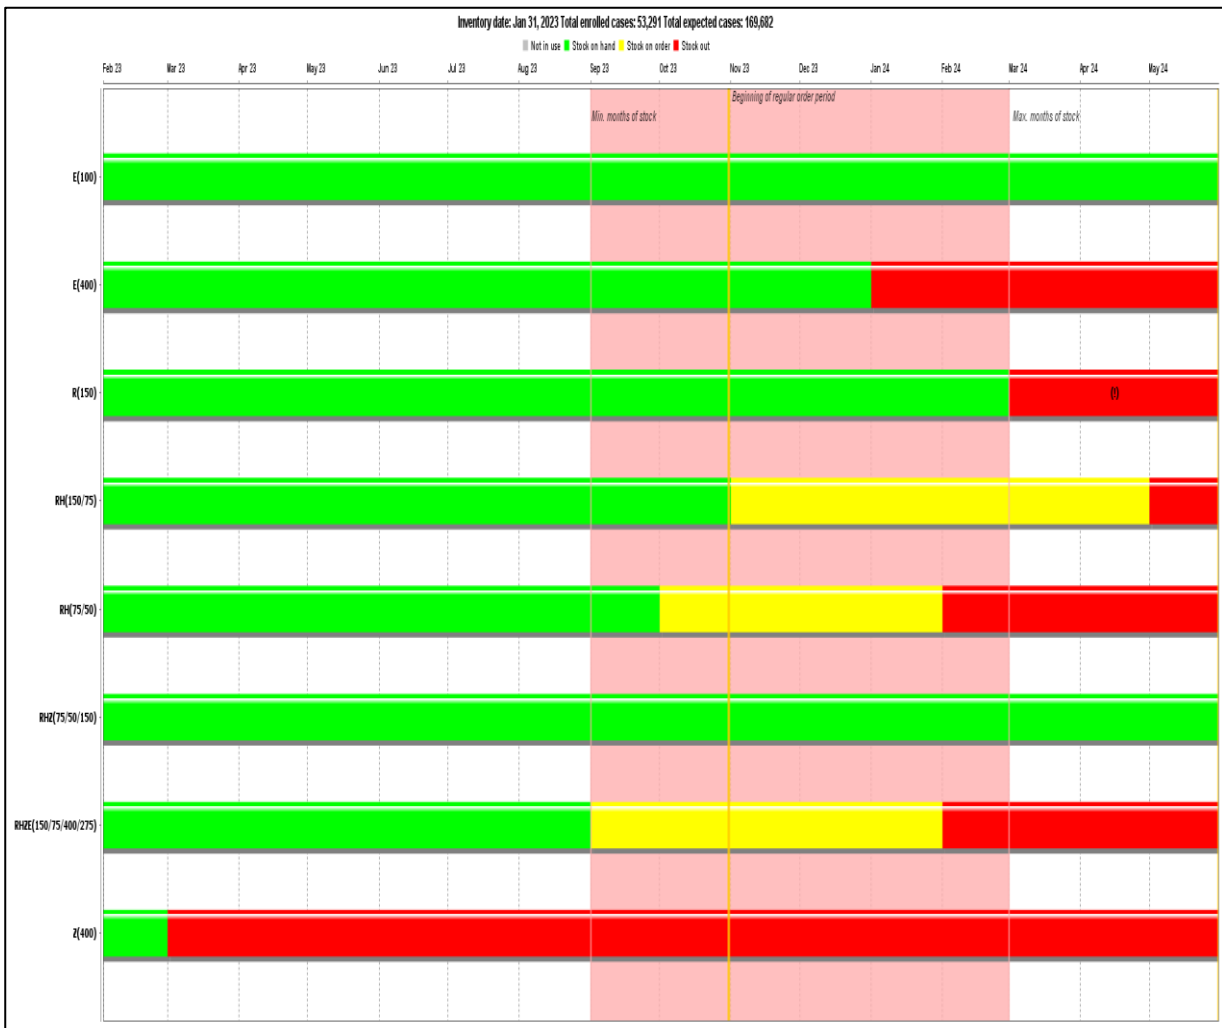 Inventory date: Jan 31, 2023 Total enrolled cases: 53,291 Total expected cases: 169,682
Not in use Stock on hand Stock on order Stock out
Feb 23 Mar 23 Apr 23 May 23 Jun 23 Jul 23 Aug 23 Sep 23 Oct 23 Nov 23 Dec 23 Jan 24 Feb 24 Mar 24 Apr 24 May 24
Beginning of regular order period
Min. months of stock Max. months of stock
E(100)
E(400)
R(150) (!)
RH(150/75)
RH(75/50)
RHZ(75/50/150)
RHZE(150/75/400/275)
Z(400)